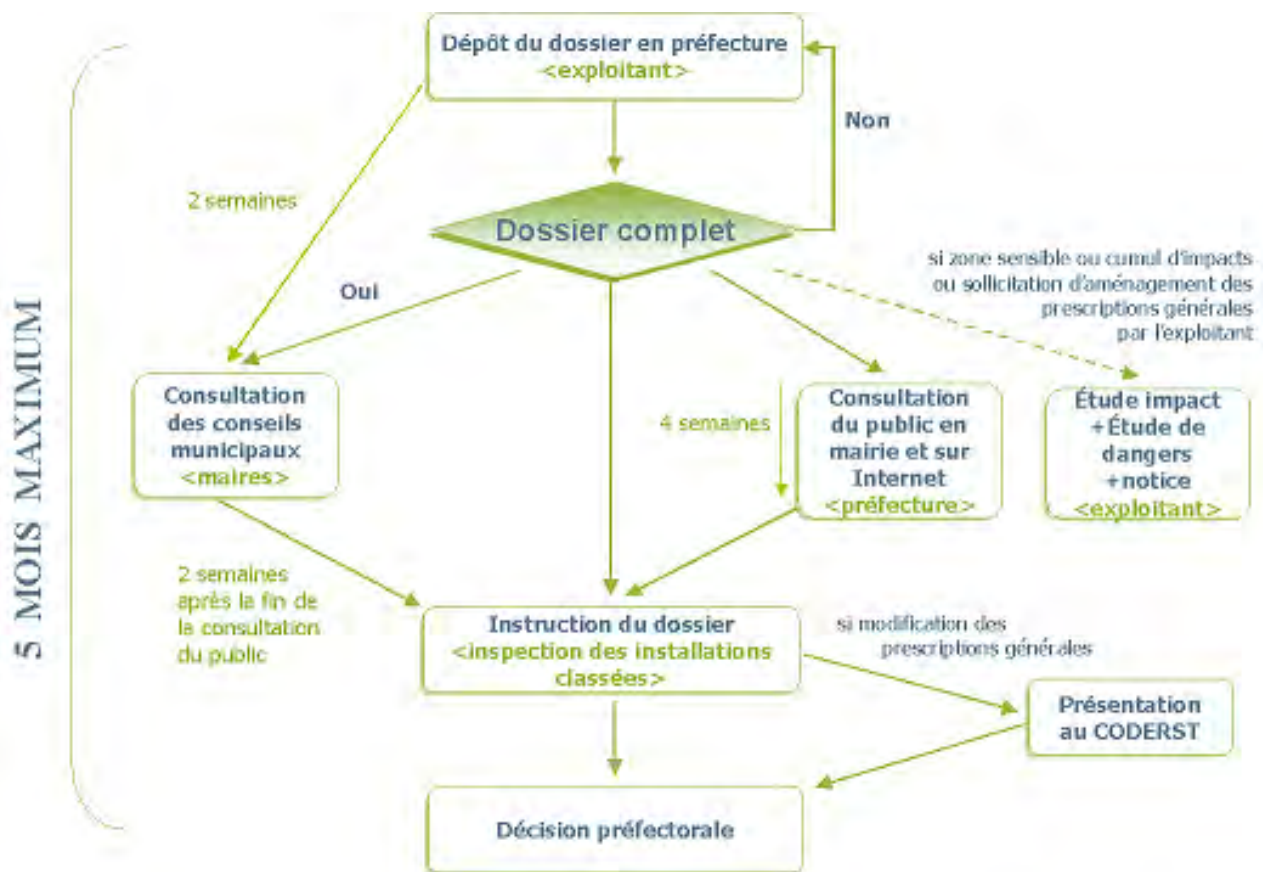 Dépôt du dossier en préfecture
<exploitant>
Non
2 semaines
Dossier complet
si zone sensible ou cumul d'impacts
ou sollicitation d'aménagement des
prescriptions générales
par l'exploitant
Oui
5 MOIS MAXIMUM
Consultation
des conseils
municipaux
<maires>
4 semaines
Consultation
du public en
mairie et sur
Internet
<préfecture>
Étude impact
+Étude de
dangers
+notice
<exploitant>
2 semaines
après la fin de
la consultation
du public
Instruction du dossier
<inspection des installations
classées>
si modification des
prescriptions générales
Présentation
au CODERST
Décision préfectorale